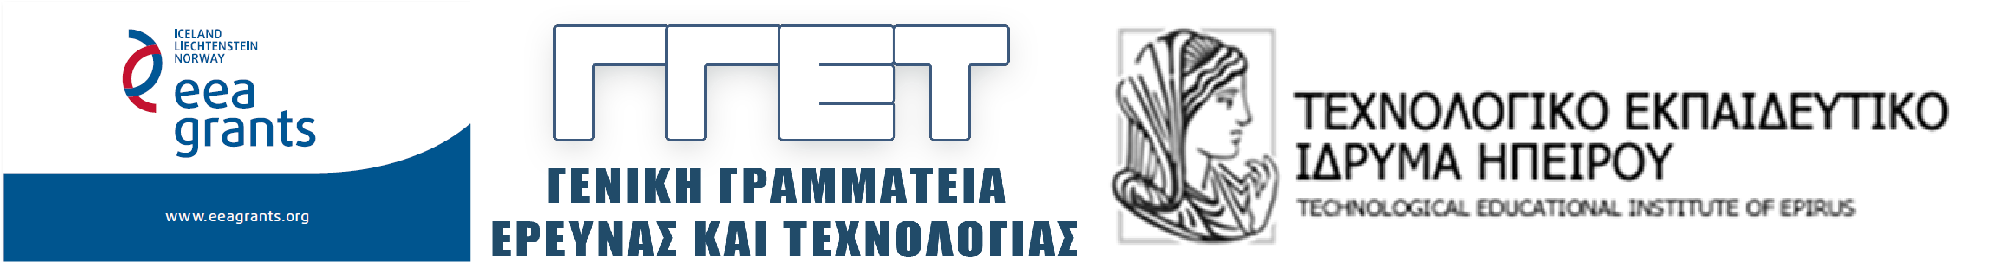 ICELAND
LIECHTENSTEIN
NORWAY
eea
grants
www.eeagrants.org
ΓΓΕΤ
ΓΕΝΙΚΗ ΓΡΑΜΜΑΤΕΙΑ
ΕΡΕΥΝΑΣ ΚΑΙ ΤΕΧΝΟΛΟΓΙΑΣ
ΤΕΧΝΟΛΟΓΙΚΟ ΕΚΠΑΙΔΕΥΤΙΚΟ
ΙΔΡΥΜΑ ΗΠΕΙΡΟΥ
TECHNOLOGICAL EDUCATIONAL INSTITUTE OF EPIRUS